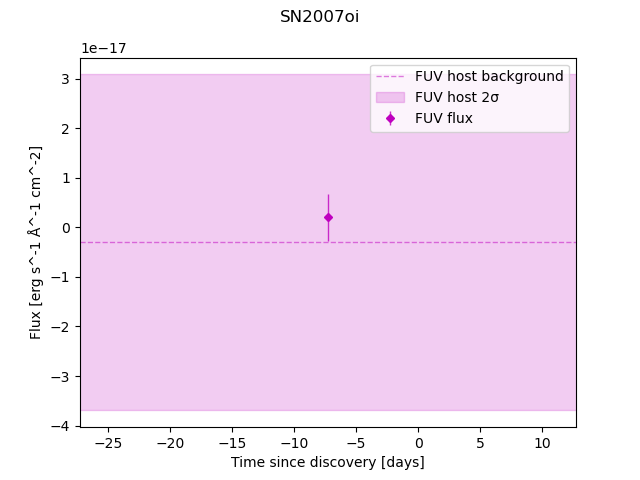 SN2007oi
1e−17
FUV host background
FUV host 2σ
FUV flux
3
2
1
0
−1
−2
−3
−4
Flux [erg s^-1 Å^-1 cm^-2]
−25 −20 −15 −10 −5 0 5 10
Time since discovery [days]